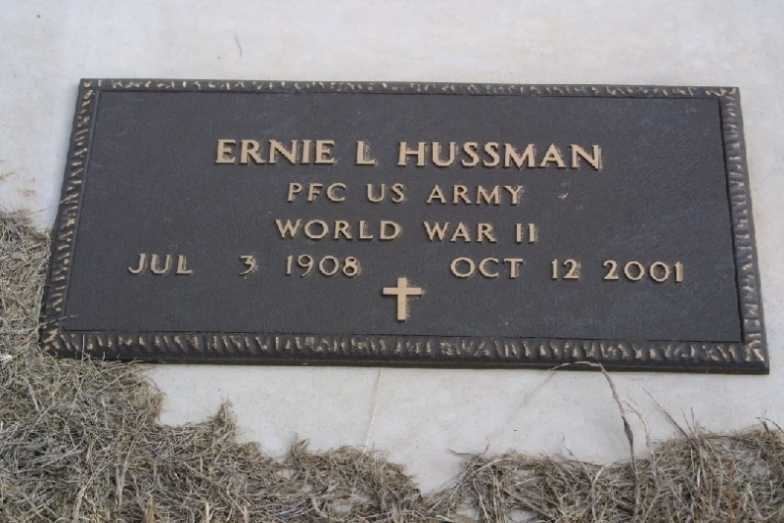 ERNIE L HUSSMAN
PFC US ARMY
WORLD WAR II
JUL 3 1908 OCT 12 2001